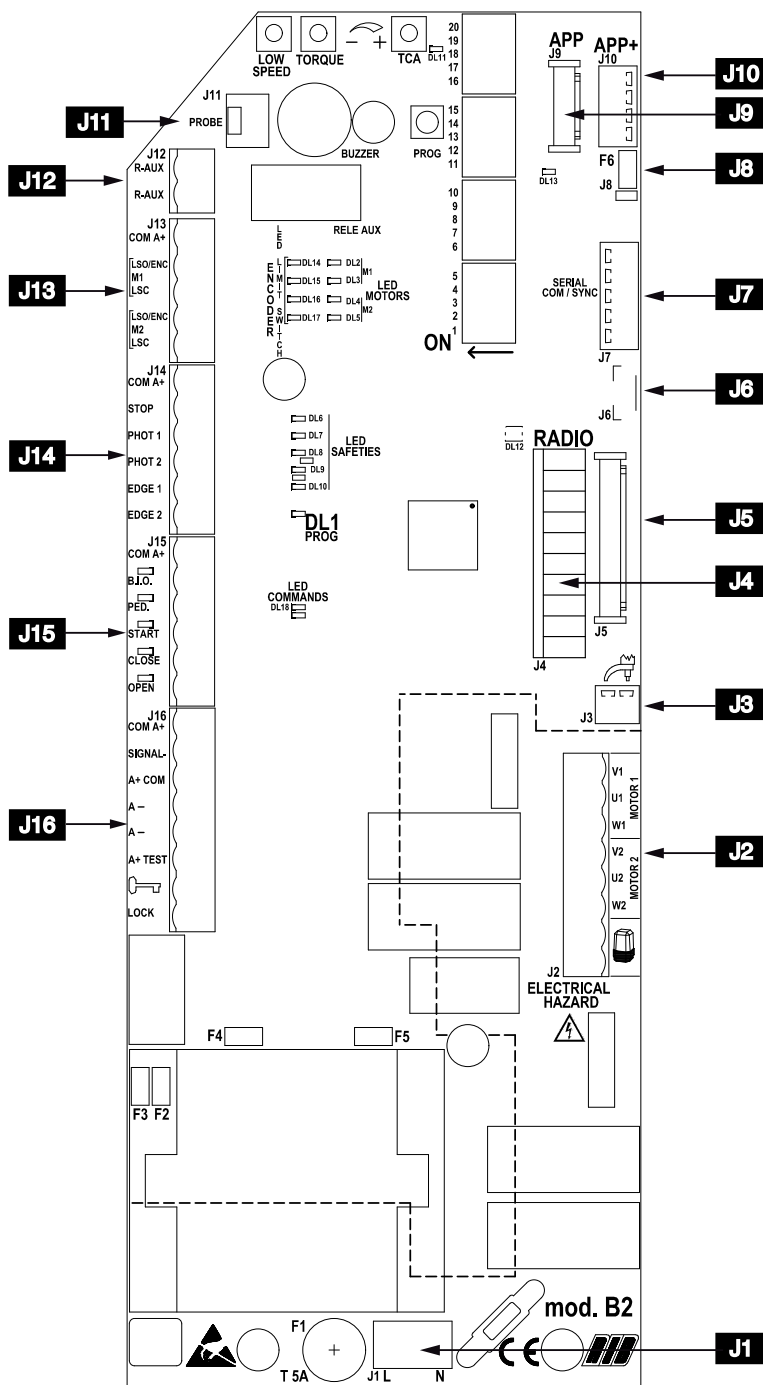 LOW SPEED
TORQUE
− +
TCA
DL11
20
19
18
17
16
APP
J9
APP+
J10
J10
J9
J11
J11
PROBE
BUZZER
PROG
15
14
13
12
11
F6
J8
J8
DL13
J12
J12
R-AUX
R-AUX
RELE AUX
10
9
8
7
6
J13
COM A+
LSO/ENC
M1
LSC
LSO/ENC
M2
LSC
J13
LED LIMIT SWITCH
ENCODER
DL14
DL15
DL16
DL17
DL2
DL3
DL4
DL5
M1
M2
LED MOTORS
5
4
3
2
1
ON
SERIAL COM / SYNC
J7
J7
J6
J6
J14
COM A+
STOP
PHOT 1
PHOT 2
EDGE 1
EDGE 2
J14
DL6
DL7
DL8
DL9
DL10
LED SAFETIES
DL12
RADIO
DL1
PROG
J5
J5
J4
J4
J15
COM A+
B.I.O.
PED.
START
CLOSE
OPEN
J15
LED COMMANDS
DL18
J3
J3
J16
COM A+
SIGNAL-
A+ COM
A −
A −
A+ TEST
LOCK
J16
V1
U1
W1
MOTOR 1
V2
U2
W2
MOTOR 2
J2
J2
ELECTRICAL HAZARD
F4
F5
F3
F2
mod. B2
F1
T 5A
J1 L
N
CE
J1